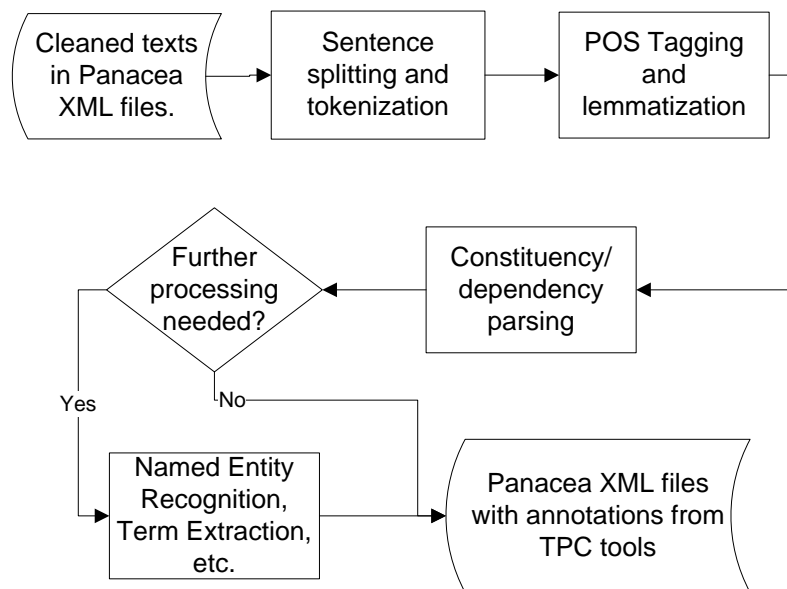 Cleaned texts
in Panacea
XML files.
Sentence
splitting and
tokenization
POS Tagging
and
lemmatization
Further
processing
needed?
Constituency/
dependency
parsing
Yes
No
Named Entity
Recognition,
Term Extraction,
etc.
Panacea XML files
with annotations from
TPC tools